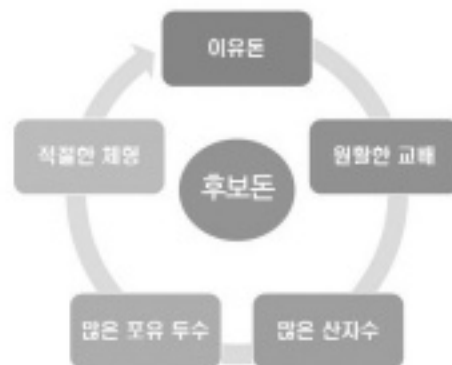 이유돈
원활한 교배
많은 산자수
많은 포유 두수
적절한 체형
후보돈